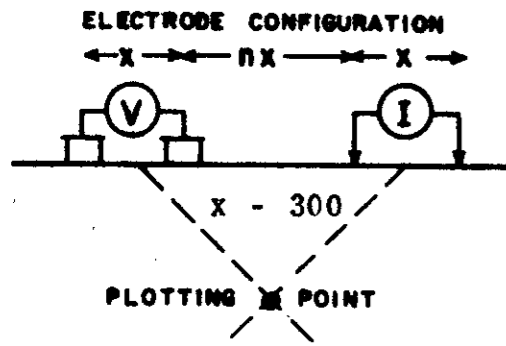 ELECTRODE CONFIGURATION
x nx x
V I
x - 300
PLOTTING POINT